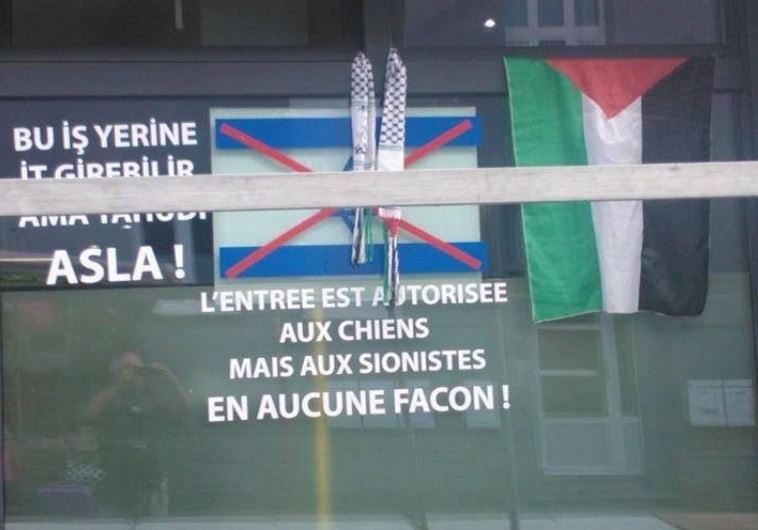 BU İŞ YERİNE
İT GİREBİLİR
AMA YAHUDİ
ASLA !
L'ENTREE EST AUTORISEE
AUX CHIENS
MAIS AUX SIONISTES
EN AUCUNE FACON !